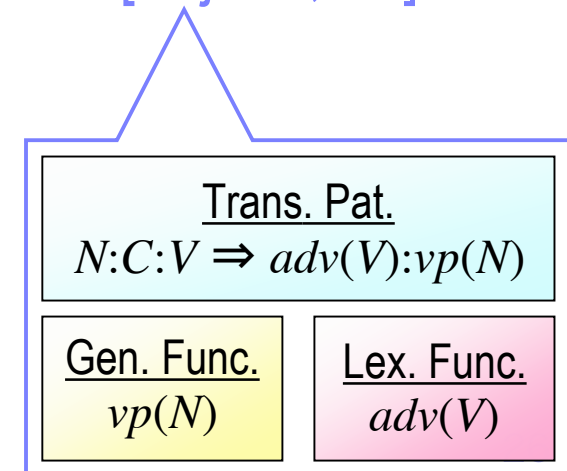 Trans. Pat.
N:C:V ⇒ adv(V):vp(N)
Gen. Func.
vp(N)
Lex. Func.
adv(V)